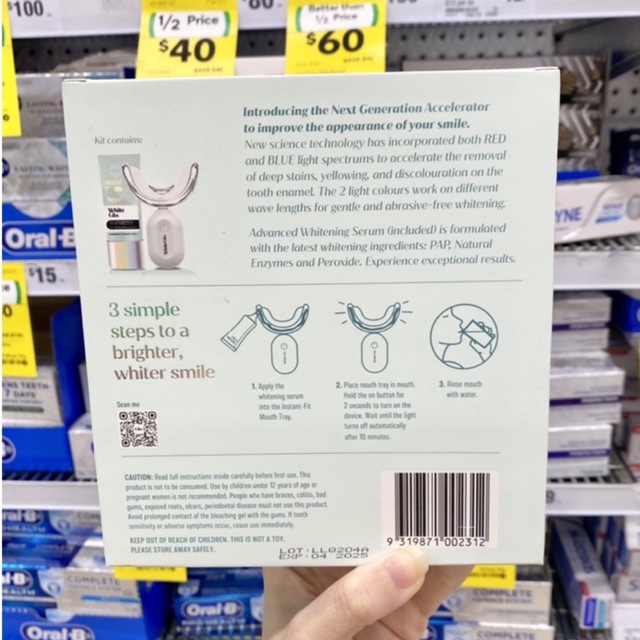 $100
1/2 Price
$40
Better than
1/2 Price
$60
Introducing the Next Generation Accelerator
to improve the appearance of your smile.
New science technology has incorporated both RED
and BLUE light spectrums to accelerate the removal
of deep stains, yellowing, and discolouration on the
tooth enamel. The 2 light colours work on different
wave lengths for gentle and abrasive-free whitening.
Advanced Whitening Serum (included) is formulated
with the latest whitening ingredients: PAP, Natural
Enzymes and Peroxide. Experience exceptional results.
Kit contains:
White
Glo
Oral-B
$15
3 simple
steps to a
brighter,
whiter smile
Scan me
1. Apply the
whitening serum
into the Instant-Fit
Mouth Tray.
2. Place mouth tray in mouth.
Hold the on button for
2 seconds to turn on the
device. Wait until the light
turns off automatically
after 10 minutes.
3. Rinse mouth
with water.
CAUTION: Read full instructions inside carefully before first use. This
product is not to be consumed. Use by children under 12 years of age or
pregnant women is not recommended. People who have braces, calitis, bad
gums, exposed roots, ulcers, periodontal disease must not use this product.
Avoid prolonged contact of the bleaching gel with the gums. If tooth
sensitivity or adverse symptoms occur, cease use immediately.
KEEP OUT OF REACH OF CHILDREN. THIS IS NOT A TOY.
PLEASE STORE AWAY SAFELY.
LOT:LL0204A
EXP:04 2025
9 319871 002312
COMPLETE
Oral-B
COMPLETE